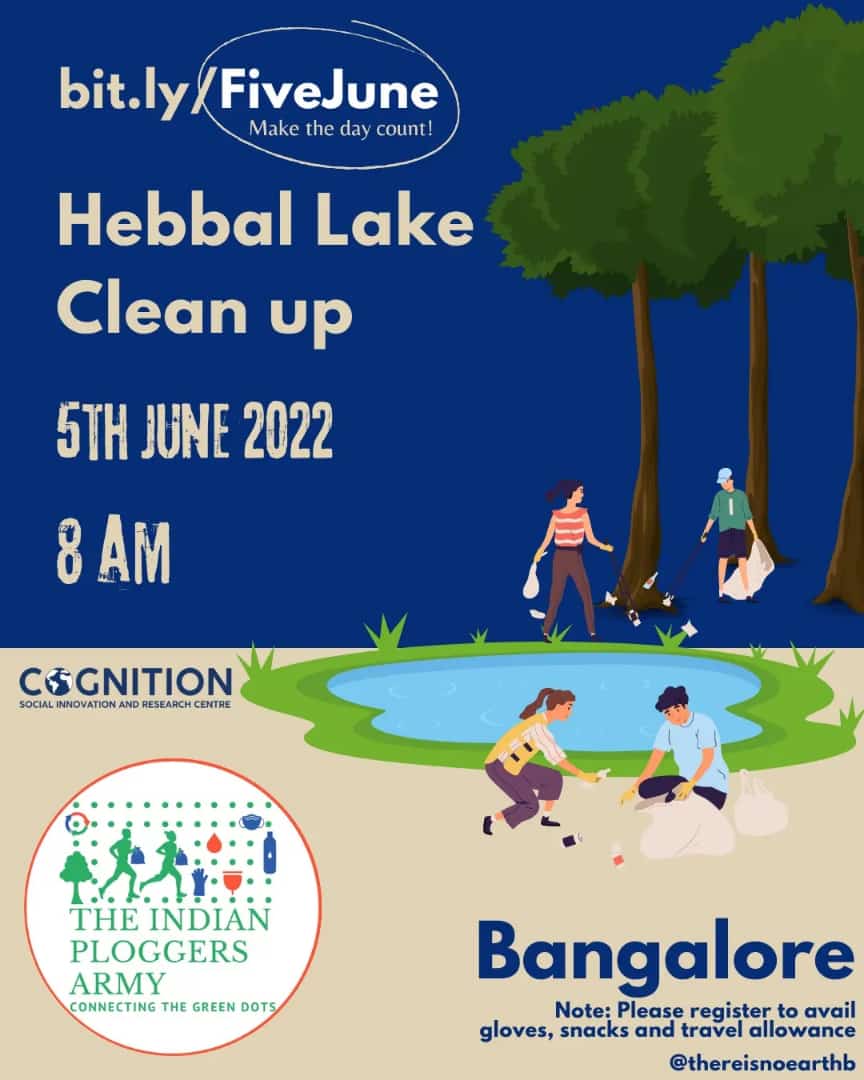 bit.ly/FiveJune
Make the day count!
Hebbal Lake
Clean up
5TH JUNE 2022
8 AM
COGNITION
SOCIAL INNOVATION AND RESEARCH CENTRE
THE INDIAN
PLOGGERS
ARMY
CONNECTING THE GREEN DOTS
Bangalore
Note: Please register to avail
gloves, snacks and travel allowance
@thereisnoearthb